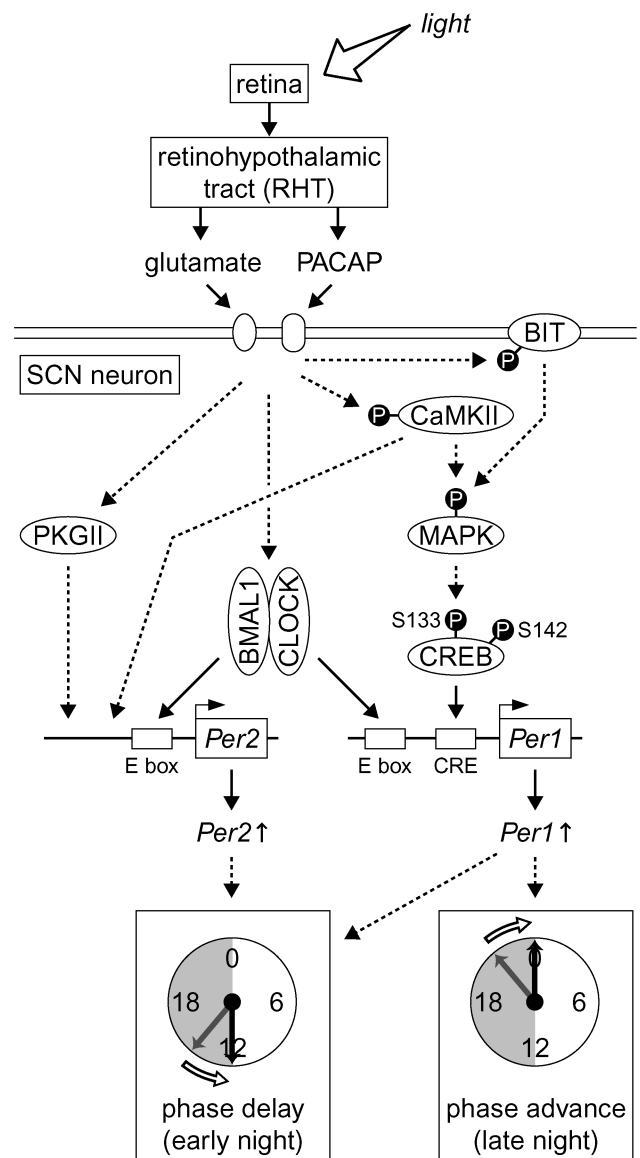 light
retina
retinohypothalamic
tract (RHT)
glutamate PACAP
BIT
P
SCN neuron
P CaMKII
P
PKGII
MAPK
BMAL1
CLOCK
S133 P
P S142
CREB
Per2
E box
Per1
E box CRE
Per2↑
Per1↑
0
18 6
12
phase delay
(early night)
0
18 6
12
phase advance
(late night)